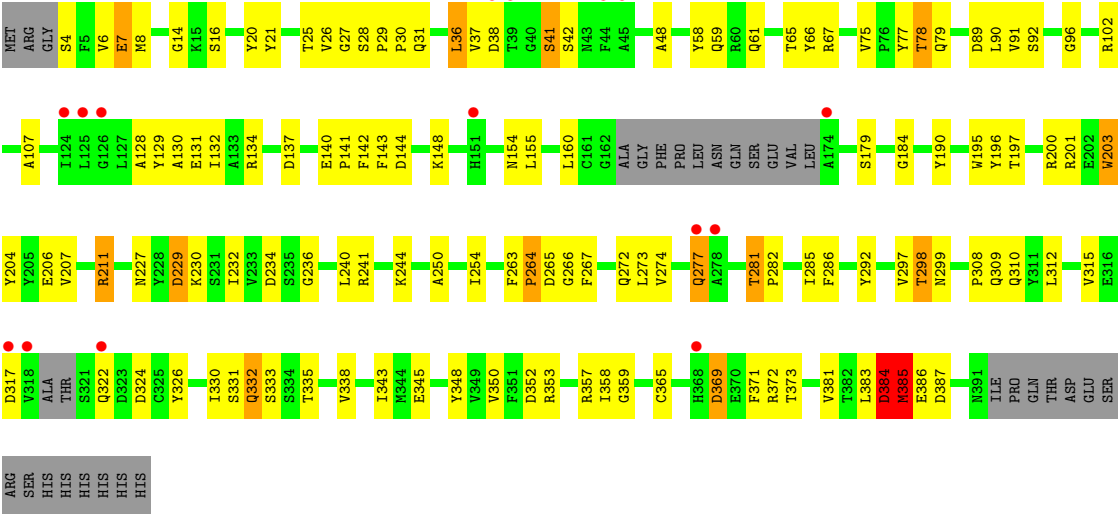 MET ARG GLY S4 F5 V6 E7 M8 G14 K15 S16 Y20 Y21 T25 V26 G27 S28 P29 P30 Q31 L36 V37 D38 T39 G40 S41 S42 N43 F44 A45 A48 Y58 Q59 R60 Q61 T65 Y66 R67 V75 P76 Y77 T78 Q79 D89 L90 V91 S92 G96 R102
A107 I124 L125 G126 L127 A128 Y129 A130 E131 I132 A133 R134 D137 E140 P141 F142 F143 D144 K148 H151 N154 L155 L160 C161 G162 ALA GLY PHE PRO LEU ASN GLN SER GLU VAL LEU A174 S179 G184 Y190 W195 Y196 T197 R200 R201 E202 W203
Y204 Y205 E206 V207 R211 N227 Y228 D229 K230 S231 I232 V233 D234 S235 G236 L240 R241 K244 A250 I254 F263 P264 D265 G266 F267 Q272 L273 V274 Q277 A278 T281 P282 I285 F286 Y292 V297 T298 N299 P308 Q309 Q310 Y311 L312 V315 E316
D317 V318 ALA THR S321 Q322 D323 D324 C325 Y326 I330 S331 Q332 S333 S334 T335 V338 I343 M344 E345 Y348 V349 V350 F351 D352 R353 R357 I358 G359 C365 H368 D369 E370 F371 R372 T373 V381 T382 L383 D384 M385 E386 D387 N391 ILE PRO GLN THR ASP GLU SER
ARG SER HIS HIS HIS HIS HIS HIS